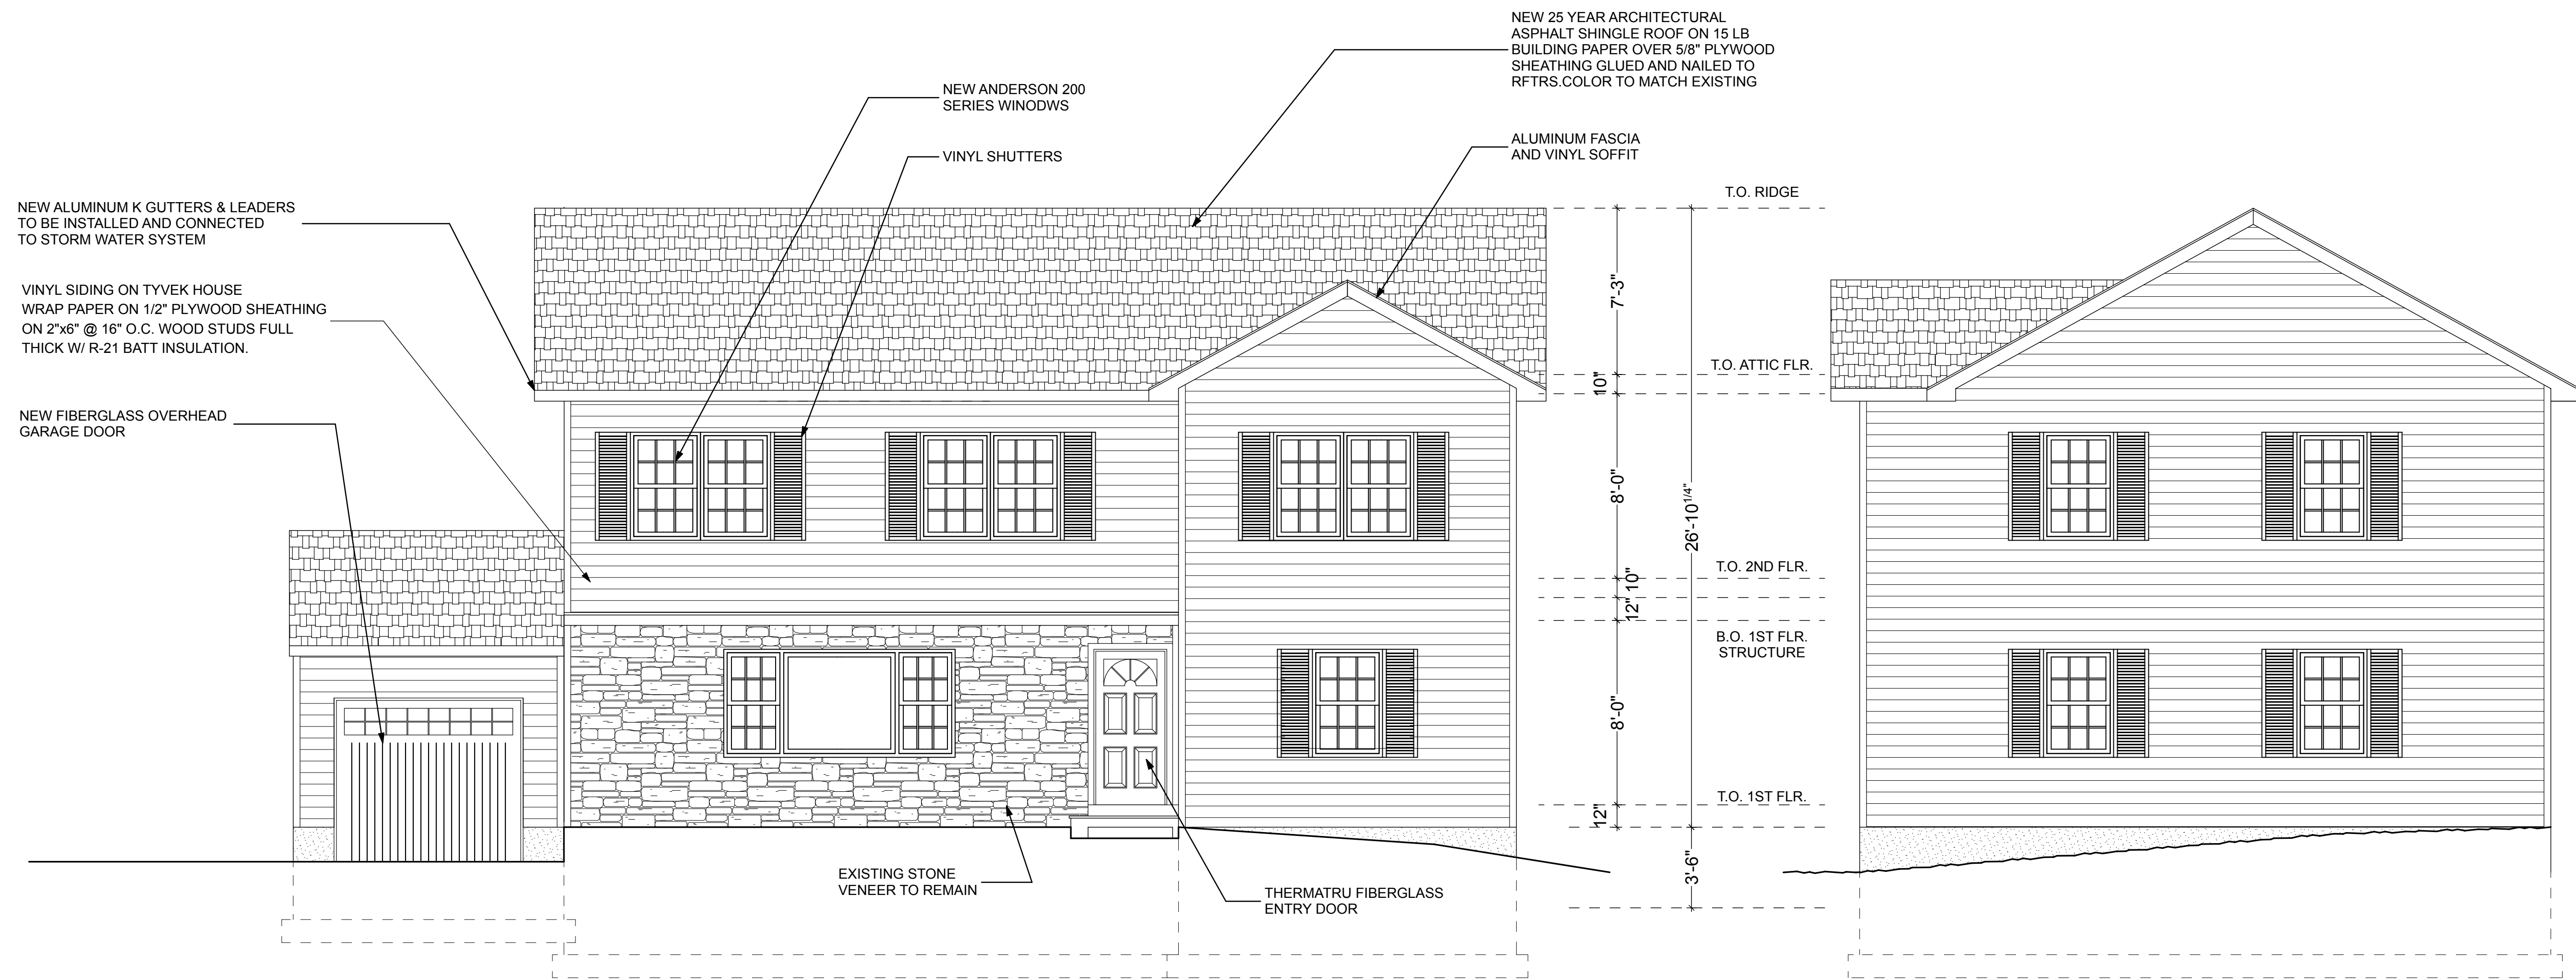 NEW 25 YEAR ARCHITECTURAL
ASPHALT SHINGLE ROOF ON 15 LB
BUILDING PAPER OVER 5/8" PLYWOOD
SHEATHING GLUED AND NAILED TO
RFTRS.COLOR TO MATCH EXISTING
NEW ANDERSON 200
SERIES WINODWS
VINYL SHUTTERS
ALUMINUM FASCIA
AND VINYL SOFFIT
NEW ALUMINUM K GUTTERS & LEADERS
TO BE INSTALLED AND CONNECTED
TO STORM WATER SYSTEM
VINYL SIDING ON TYVEK HOUSE
WRAP PAPER ON 1/2" PLYWOOD SHEATHING
ON 2"x6" @ 16" O.C. WOOD STUDS FULL
THICK W/ R-21 BATT INSULATION.
NEW FIBERGLASS OVERHEAD
GARAGE DOOR
T.O. RIDGE
7'-3"
T.O. ATTIC FLR.
10"
8'-0"
26'-10 1/4"
T.O. 2ND FLR.
10"
12"
B.O. 1ST FLR.
STRUCTURE
8'-0"
T.O. 1ST FLR.
12"
3'-6"
EXISTING STONE
VENEER TO REMAIN
THERMATRU FIBERGLASS
ENTRY DOOR